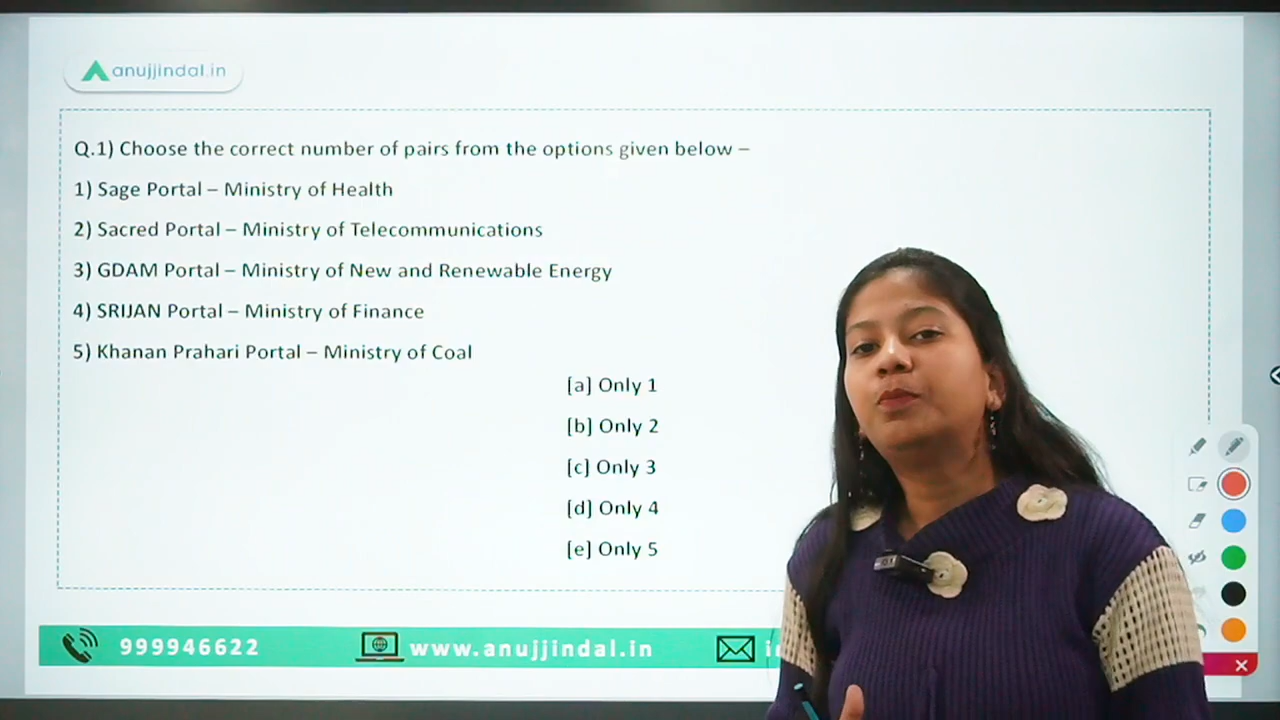 anujjindal.in
Q.1) Choose the correct number of pairs from the options given below –
1) Sage Portal – Ministry of Health
2) Sacred Portal – Ministry of Telecommunications
3) GDAM Portal – Ministry of New and Renewable Energy
4) SRIJAN Portal – Ministry of Finance
5) Khanan Prahari Portal – Ministry of Coal
[a] Only 1
[b] Only 2
[c] Only 3
[d] Only 4
[e] Only 5
999946622 www.anujjindal.in